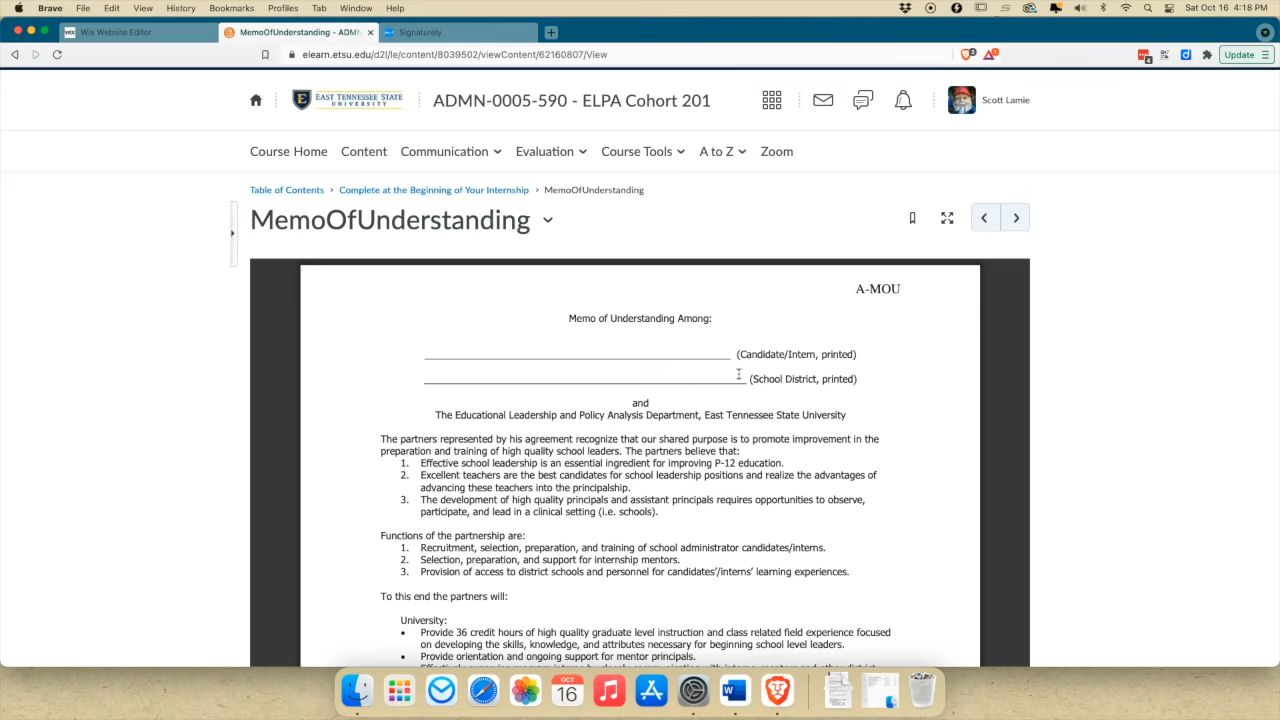 Brave File Edit View History Bookmarks Profiles Tab Window Help Sat Oct 16 4:18 PM
Wix Website Editor MemoOfUnderstanding - ADMN Signaturely
elearn.etsu.edu/d2l/le/content/8039502/viewContent/62160807/View Update
EAST TENNESSEE STATE UNIVERSITY
ADMN-0005-590 - ELPA Cohort 201
Scott Lamie
Course Home Content Communication Evaluation Course Tools A to Z Zoom
Table of Contents › Complete at the Beginning of Your Internship › MemoOfUnderstanding
MemoOfUnderstanding
A-MOU
Memo of Understanding Among:
(Candidate/Intern, printed)
(School District, printed)
and
The Educational Leadership and Policy Analysis Department, East Tennessee State University
The partners represented by his agreement recognize that our shared purpose is to promote improvement in the
preparation and training of high quality school leaders. The partners believe that:
1. Effective school leadership is an essential ingredient for improving P-12 education.
2. Excellent teachers are the best candidates for school leadership positions and realize the advantages of
advancing these teachers into the principalship.
3. The development of high quality principals and assistant principals requires opportunities to observe,
participate, and lead in a clinical setting (i.e. schools).
Functions of the partnership are:
1. Recruitment, selection, preparation, and training of school administrator candidates/interns.
2. Selection, preparation, and support for internship mentors.
3. Provision of access to district schools and personnel for candidates'/interns' learning experiences.
To this end the partners will:
University:
• Provide 36 credit hours of high quality graduate level instruction and class related field experience focused
on developing the skills, knowledge, and attributes necessary for beginning school level leaders.
• Provide orientation and ongoing support for mentor principals.
OCT
16